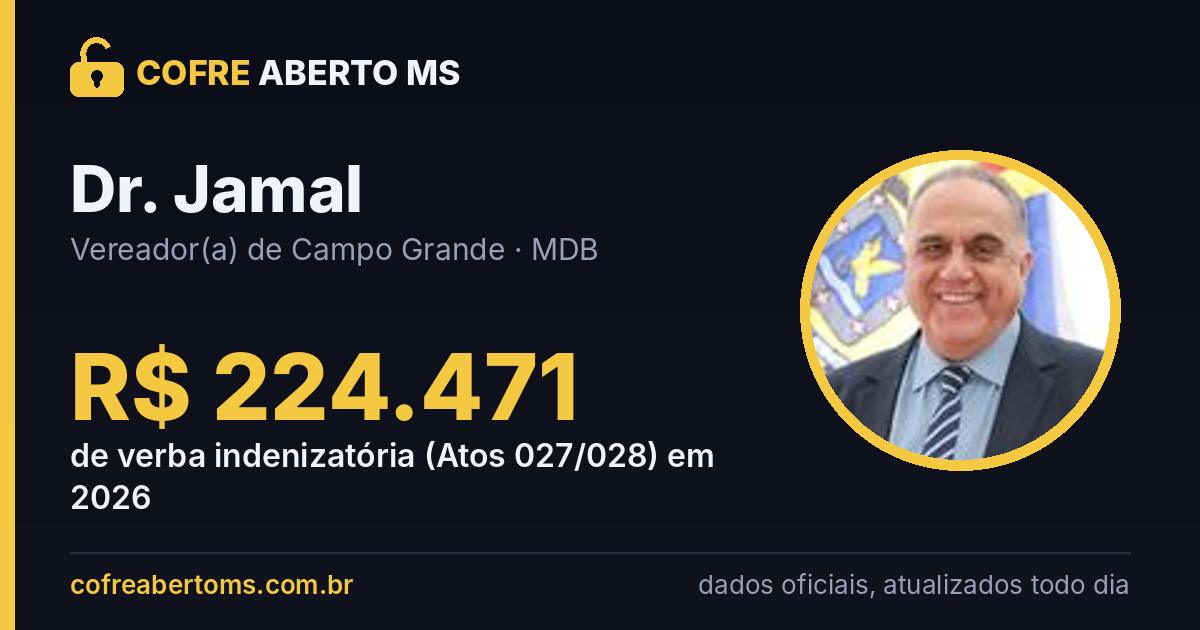 COFRE ABERTO MS
Dr. Jamal
Vereador(a) de Campo Grande · MDB
R$ 224.471
de verba indenizatória (Atos 027/028) em
2026
cofreabertoms.com.br
dados oficiais, atualizados todo dia